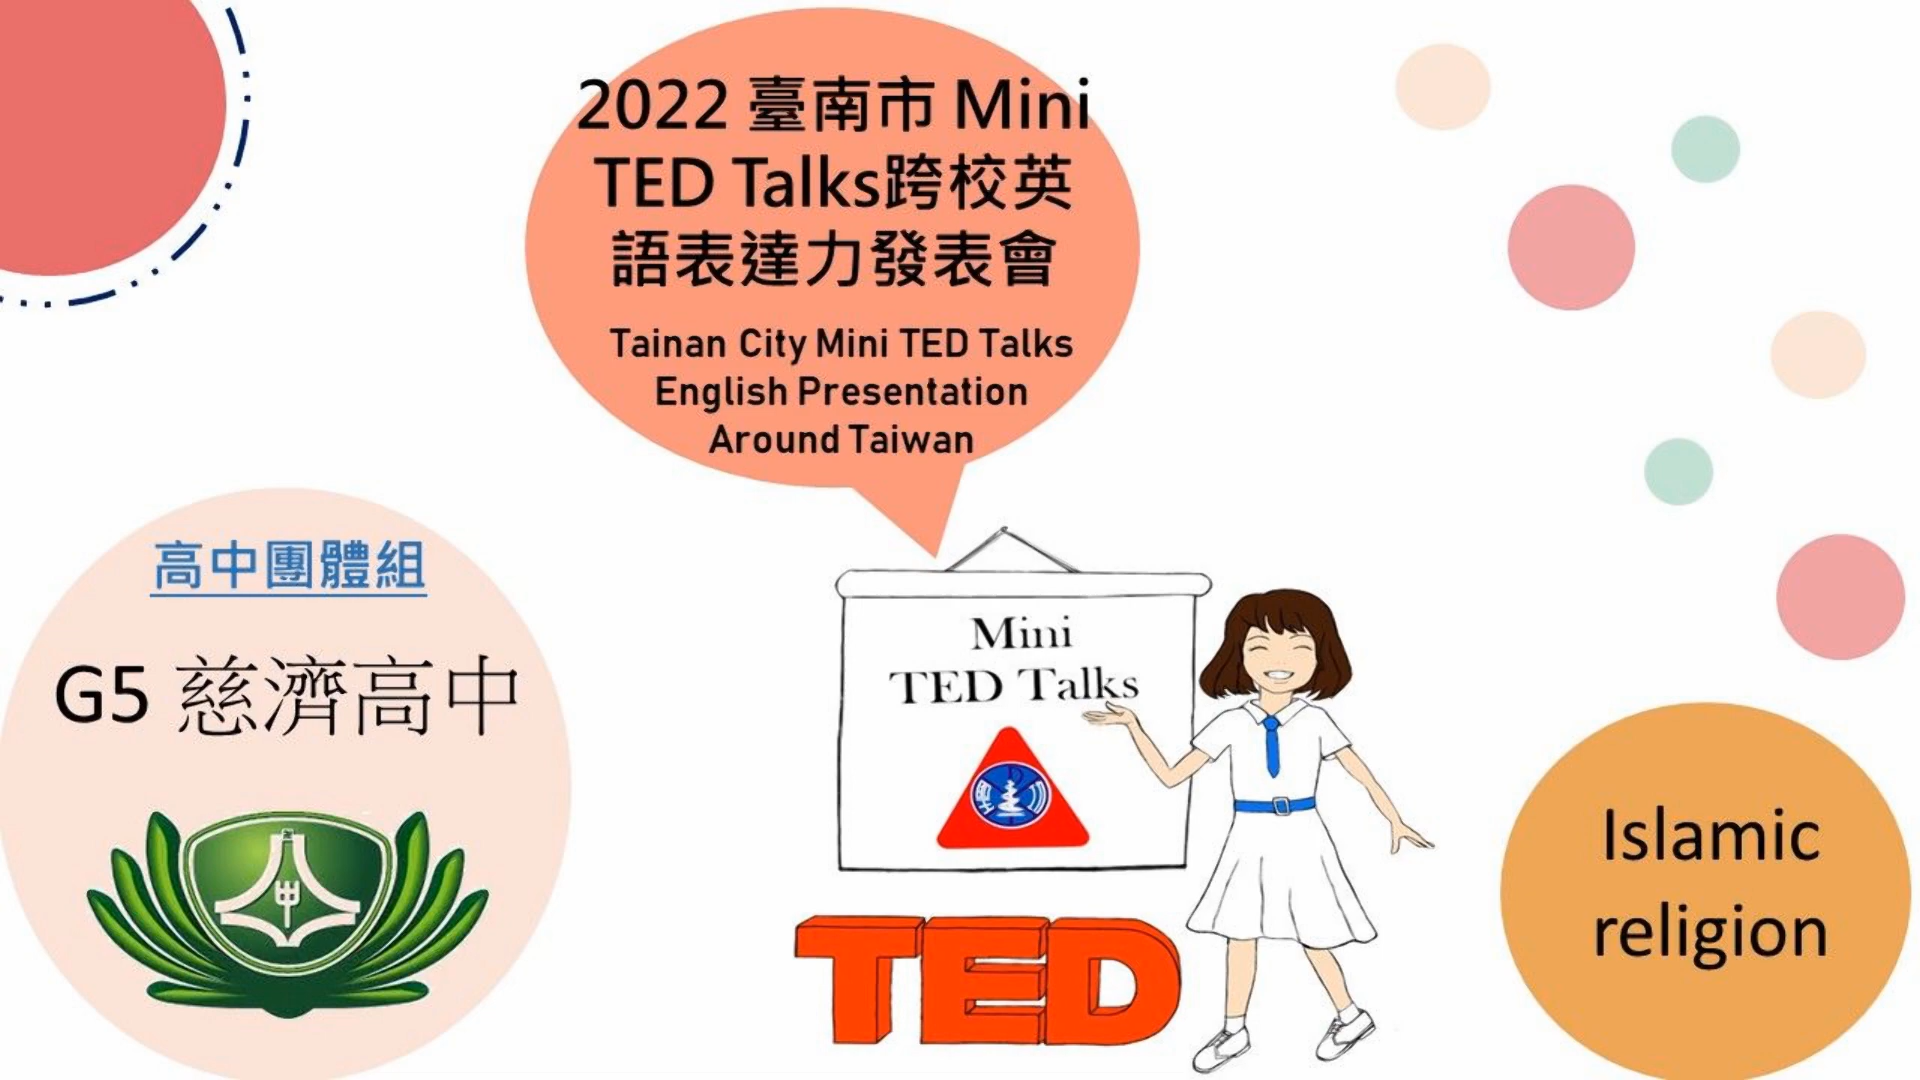 2022 臺南市 Mini
TED Talks跨校英
語表達力發表會
Tainan City Mini TED Talks
English Presentation
Around Taiwan
高中團體組
G5 慈濟高中
Mini
TED Talks
TED
Islamic
religion